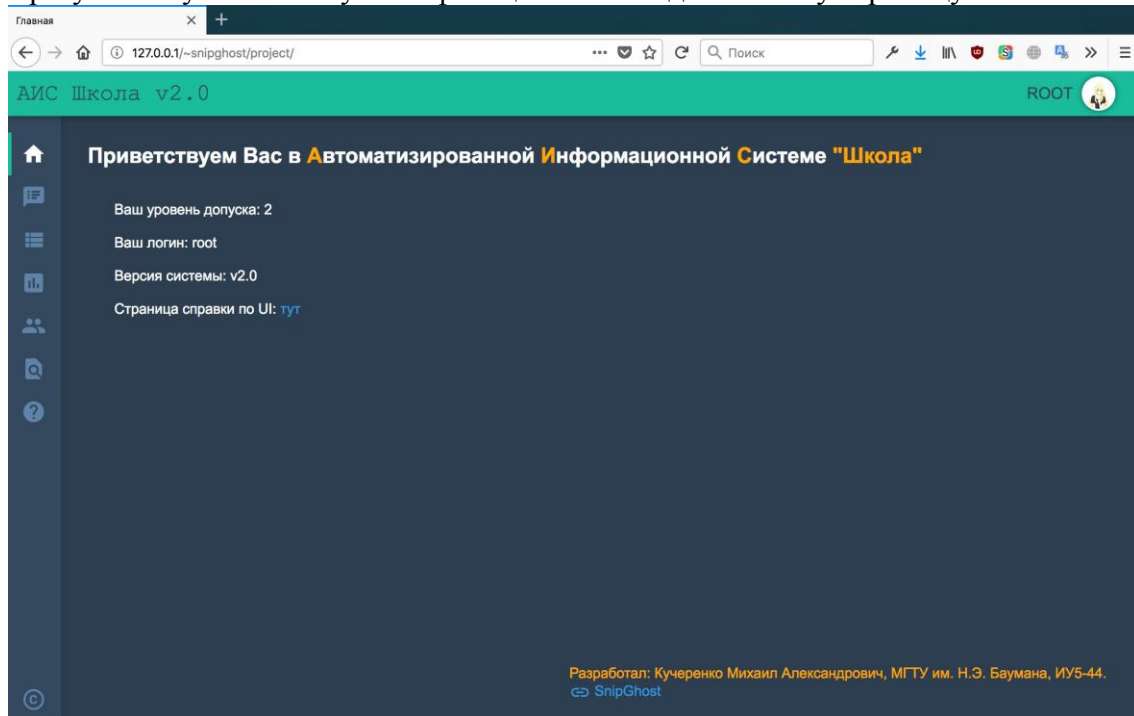 Главная
127.0.0.1/~snipghost/project/
Поиск
АИС Школа v2.0
ROOT
Приветствуем Вас в Автоматизированной Информационной Системе "Школа"
Ваш уровень допуска: 2
Ваш логин: root
Версия системы: v2.0
Страница справки по UI: тут
Разработал: Кучеренко Михаил Александрович, МГТУ им. Н.Э. Баумана, ИУ5-44.
SnipGhost